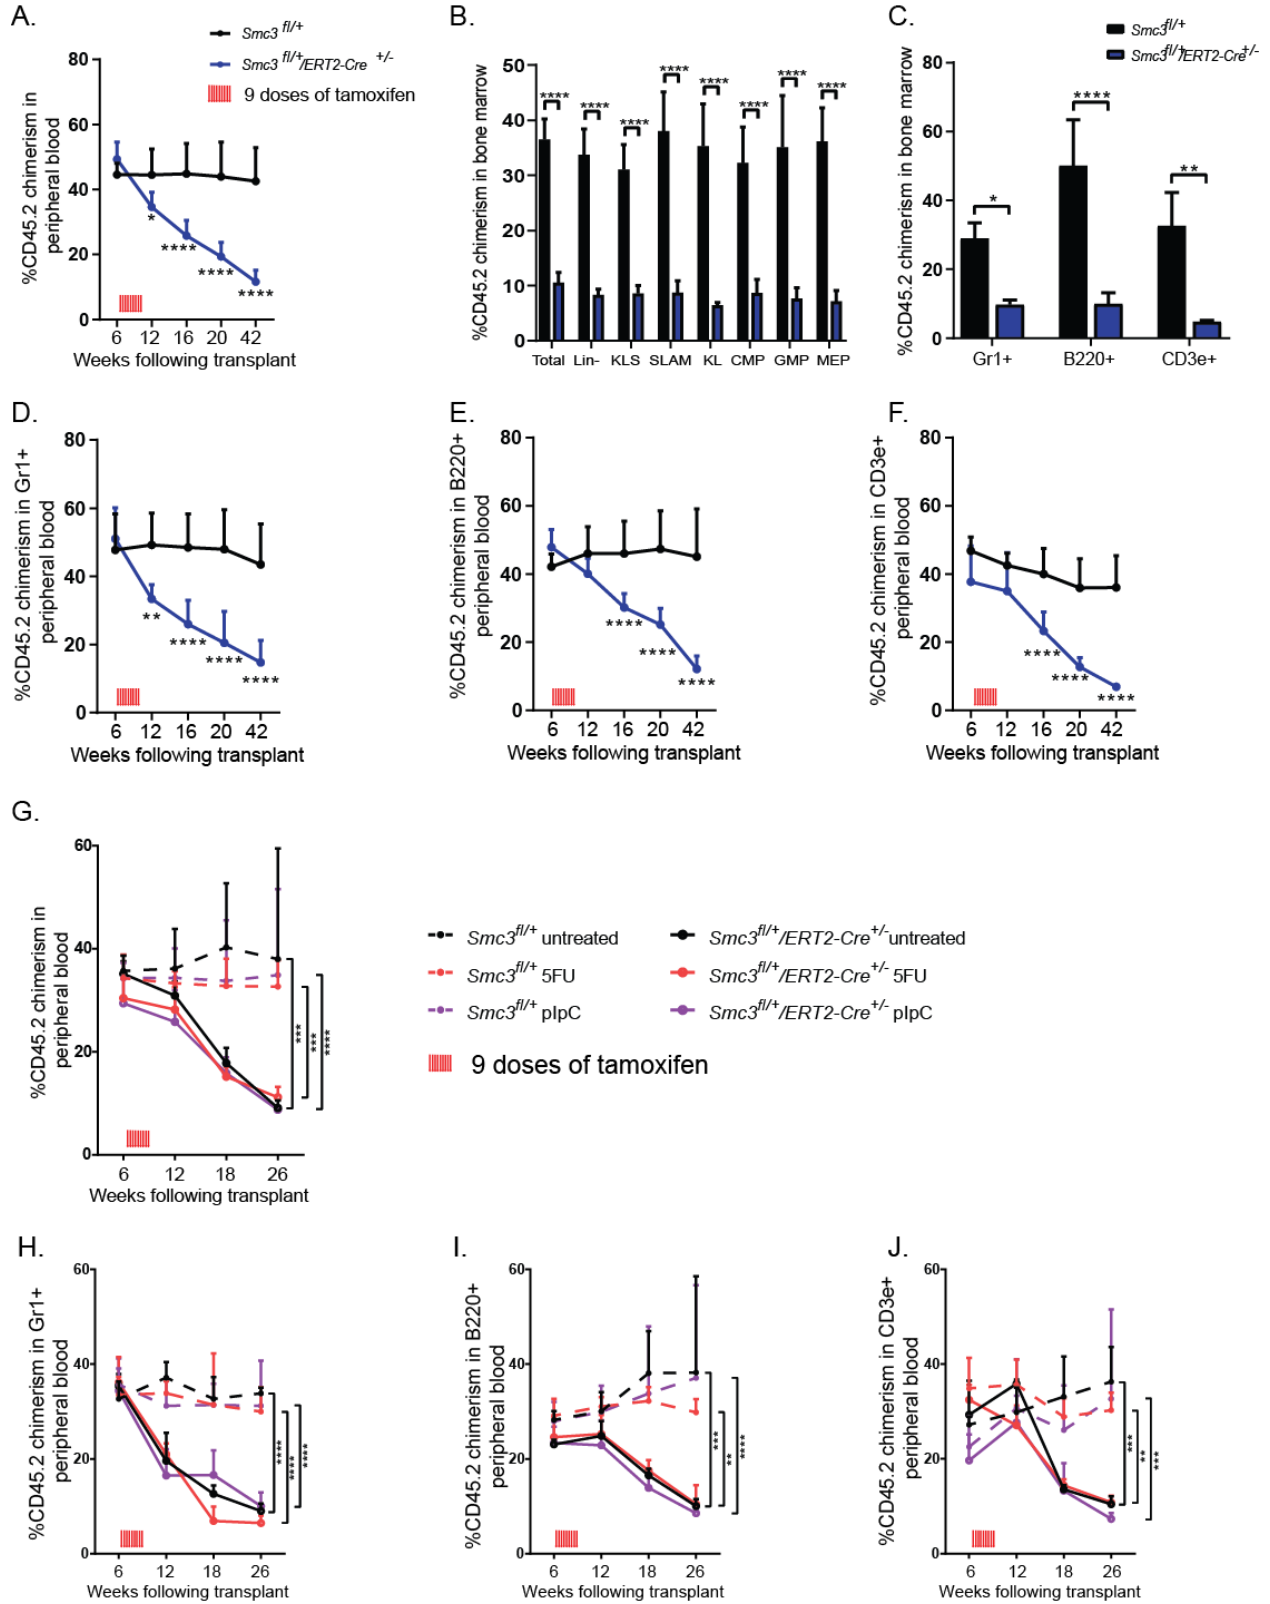 A.
Smc3 fl/+
Smc3 fl/+/ERT2-Cre +/-
9 doses of tamoxifen
%CD45.2 chimerism in
peripheral blood
80
60
40
20
0
*
****
****
****
6 12 16 20 42
Weeks following transplant
B.
%CD45.2 chimerism in bone marrow
50
40
30
20
10
0
**** **** **** **** **** **** **** ****
Total Lin- KLS SLAM KL CMP GMP MEP
C.
Smc3fl/+
Smc3fl/+/ERT2-Cre+/-
%CD45.2 chimerism in bone marrow
80
60
40
20
0
* **** **
Gr1+ B220+ CD3e+
D.
%CD45.2 chimerism in Gr1+
peripheral blood
80
60
40
20
0
**
****
****
****
6 12 16 20 42
Weeks following transplant
E.
%CD45.2 chimerism in B220+
peripheral blood
80
60
40
20
0
****
****
****
6 12 16 20 42
Weeks following transplant
F.
%CD45.2 chimerism in CD3e+
peripheral blood
80
60
40
20
0
****
****
****
6 12 16 20 42
Weeks following transplant
G.
%CD45.2 chimerism in
peripheral blood
60
40
20
0
***
***
****
6 12 18 26
Weeks following transplant
Smc3fl/+ untreated
Smc3fl/+ 5FU
Smc3fl/+ pIpC
Smc3fl/+/ERT2-Cre+/- untreated
Smc3fl/+/ERT2-Cre+/- 5FU
Smc3fl/+/ERT2-Cre+/- pIpC
9 doses of tamoxifen
H.
%CD45.2 chimerism in Gr1+
peripheral blood
60
40
20
0
****
****
****
6 12 18 26
Weeks following transplant
I.
%CD45.2 chimerism in B220+
peripheral blood
60
40
20
0
***
**
****
6 12 18 26
Weeks following transplant
J.
%CD45.2 chimerism in CD3e+
peripheral blood
60
40
20
0
***
**
***
6 12 18 26
Weeks following transplant